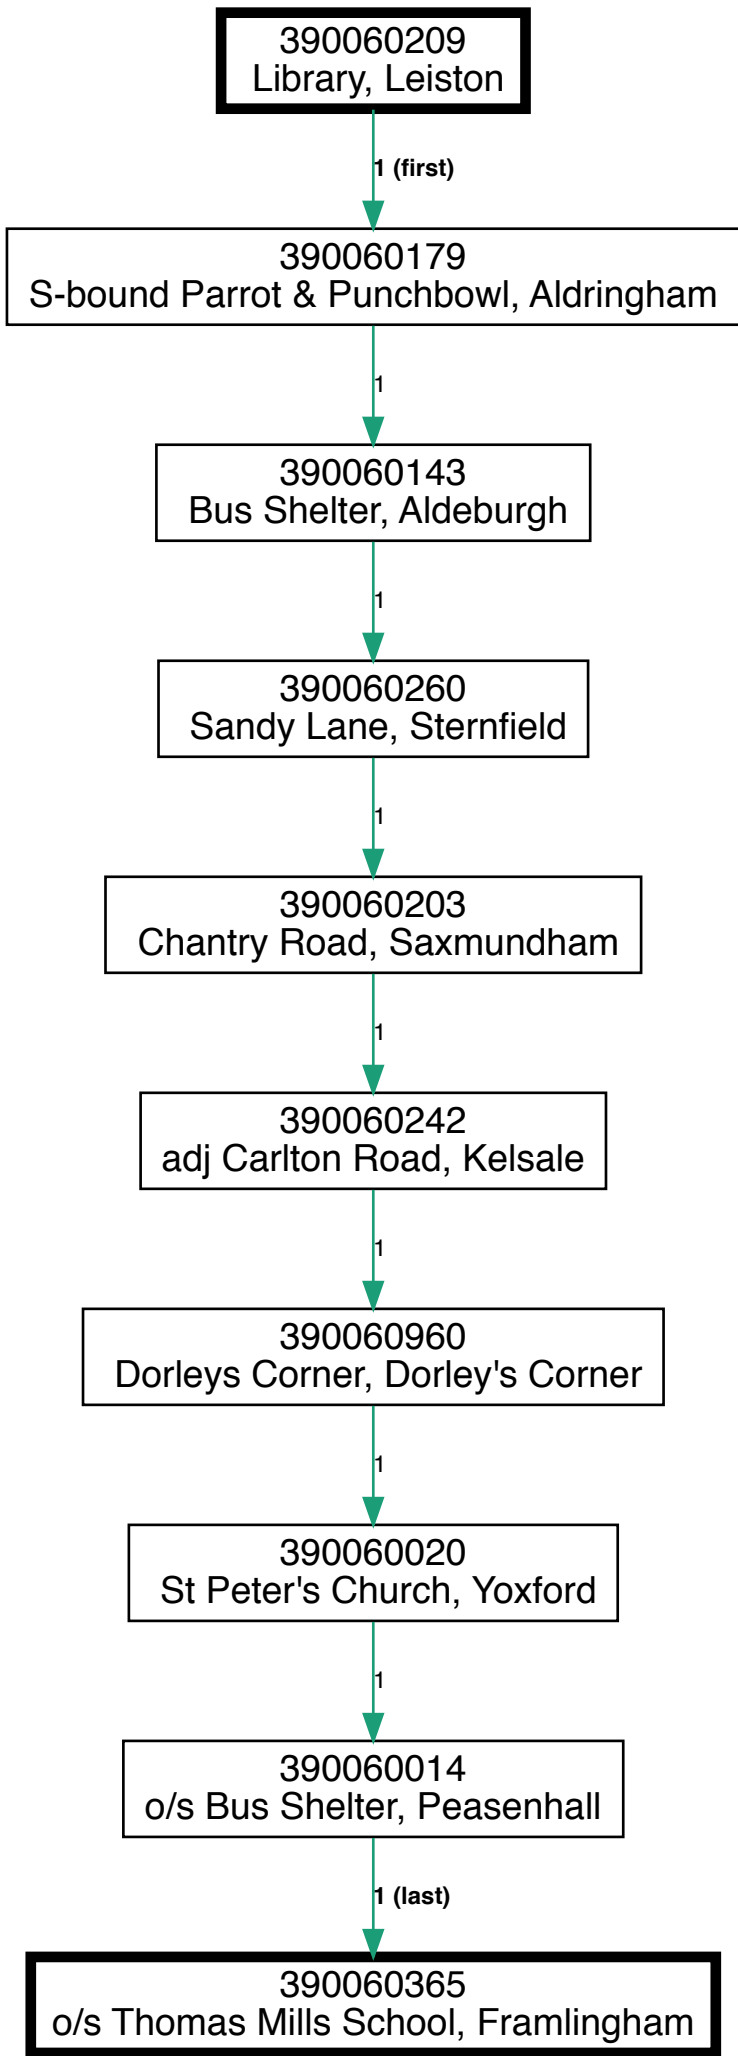 390060209
Library, Leiston
1 (first)
390060179
S-bound Parrot & Punchbowl, Aldringham
1
390060143
Bus Shelter, Aldeburgh
1
390060260
Sandy Lane, Sternfield
1
390060203
Chantry Road, Saxmundham
1
390060242
adj Carlton Road, Kelsale
1
390060960
Dorleys Corner, Dorley's Corner
1
390060020
St Peter's Church, Yoxford
1
390060014
o/s Bus Shelter, Peasenhall
1 (last)
390060365
o/s Thomas Mills School, Framlingham